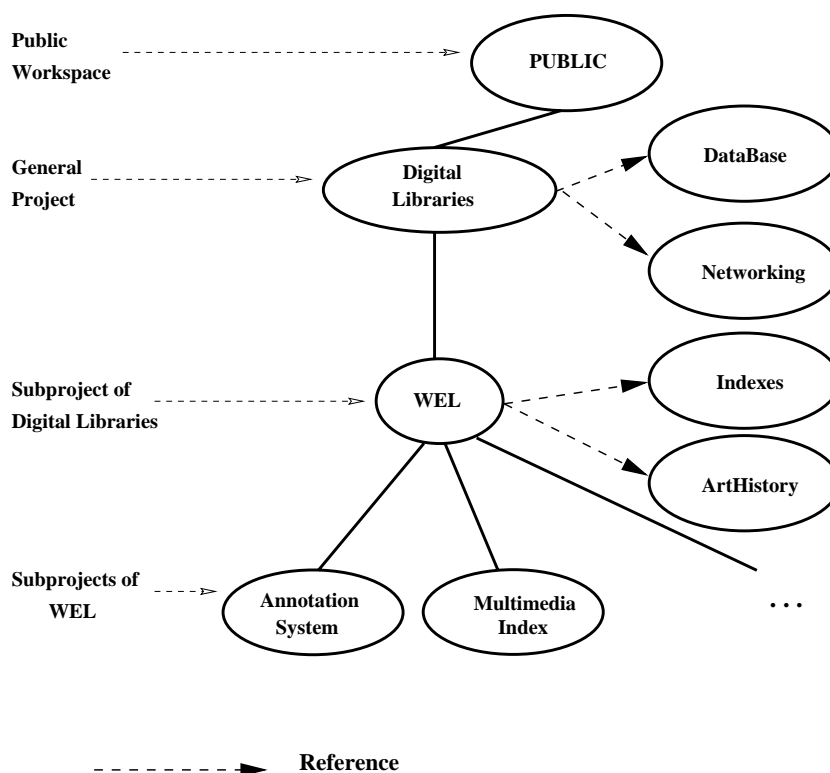 Public
Workspace
PUBLIC
General
Project
Digital
Libraries
DataBase
Networking
Subproject of
Digital Libraries
WEL
Indexes
ArtHistory
Subprojects of
WEL
Annotation
System
Multimedia
Index
...
Reference